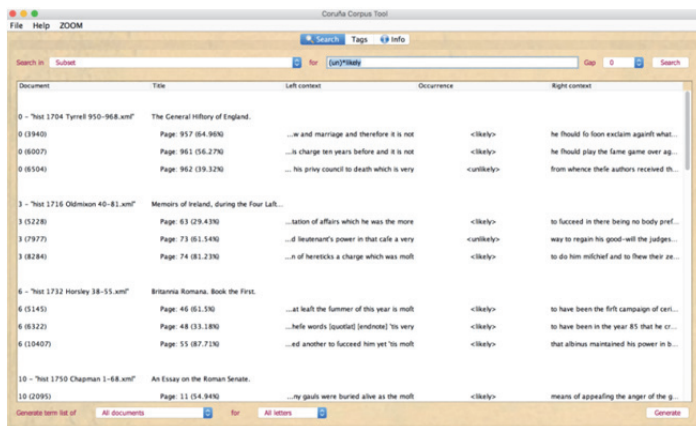 Coruña Corpus Tool
File Help ZOOM
Search Tags Info
Search in Subset for (un)*likely Gap 0 Search
Document Title Left context Occurrence Right context
0 - "hist 1704 Tyrrell 950-968.xml" The General Hiftory of England.
0 (3940) Page: 957 (64.96%) ...w and marriage and therefore it is not <likely> he fhould fo foon exclaim againft what...
0 (6007) Page: 961 (56.27%) ...is charge ten years before and it is not <likely> he fhould play the fame game over ag...
0 (6504) Page: 962 (39.32%) ... his privy council to death which is very <unlikely> from whence thefe authors received th...
3 - "hist 1716 Oldmixon 40-81.xml" Memoirs of Ireland, during the Four Laft...
3 (5228) Page: 63 (29.43%) ...tation of affairs which he was the more <likely> to fucceed in there being no body pref...
3 (7977) Page: 73 (61.54%) ...d lieutenant's power in that cafe a very <unlikely> way to regain his good-will the judges...
3 (8284) Page: 74 (81.23%) ...n of hereticks a charge which was moft <likely> to do him mifchief and to fhew their ze...
6 - "hist 1732 Horsley 38-55.xml" Britannia Romana. Book the First.
6 (5145) Page: 46 (61.5%) ...at leaft the fummer of this year is moft <likely> to have been the firft campaign of ceri...
6 (6322) Page: 48 (33.18%) ...hefe words [quotlat] [endnote] 'tis very <likely> to have been in the year 85 that he cr...
6 (10407) Page: 55 (87.71%) ...ed another to fucceed him yet 'tis moft <likely> that albinus maintained his power in b...
10 - "hist 1750 Chapman 1-68.xml" An Essay on the Roman Senate.
10 (2095) Page: 11 (54.94%) ...ny gauls were buried alive as the moft <likely> means of appeafing the anger of the g...
Generate term list of All documents for All letters Generate